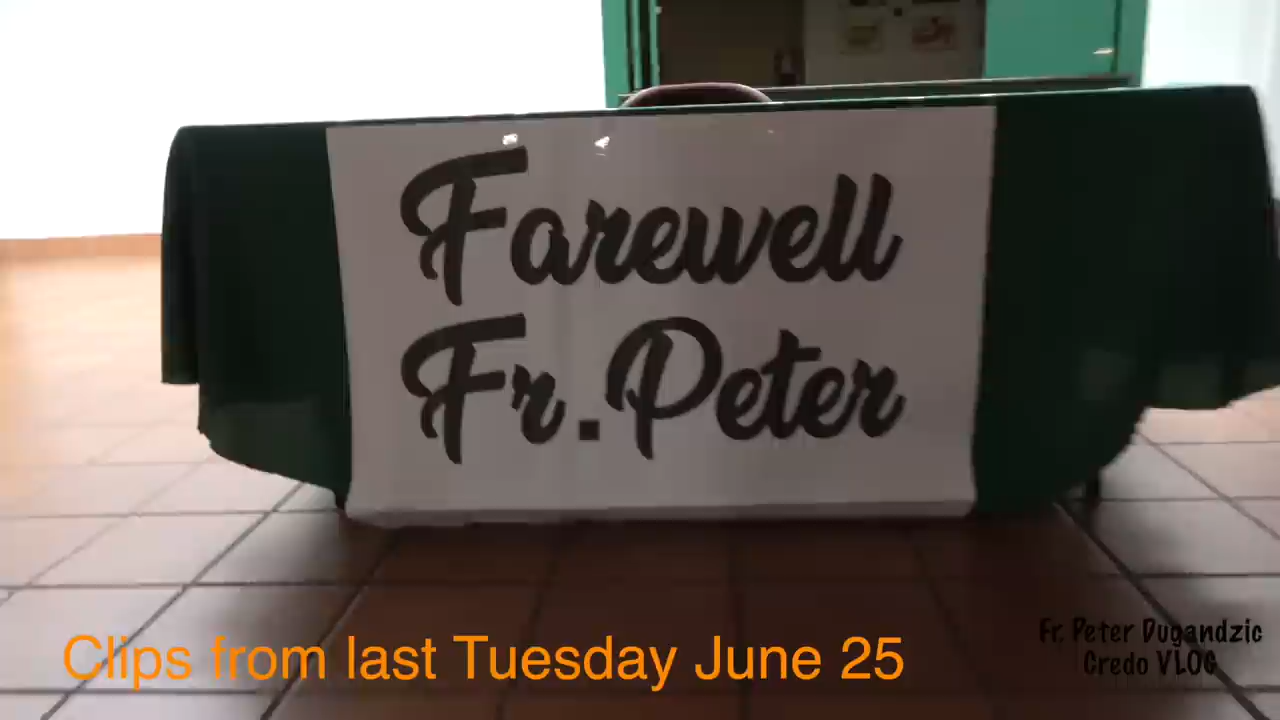 Farewell
Fr. Peter
Clips from last Tuesday June 25
Fr. Peter Dugandzic
Credo VLOG